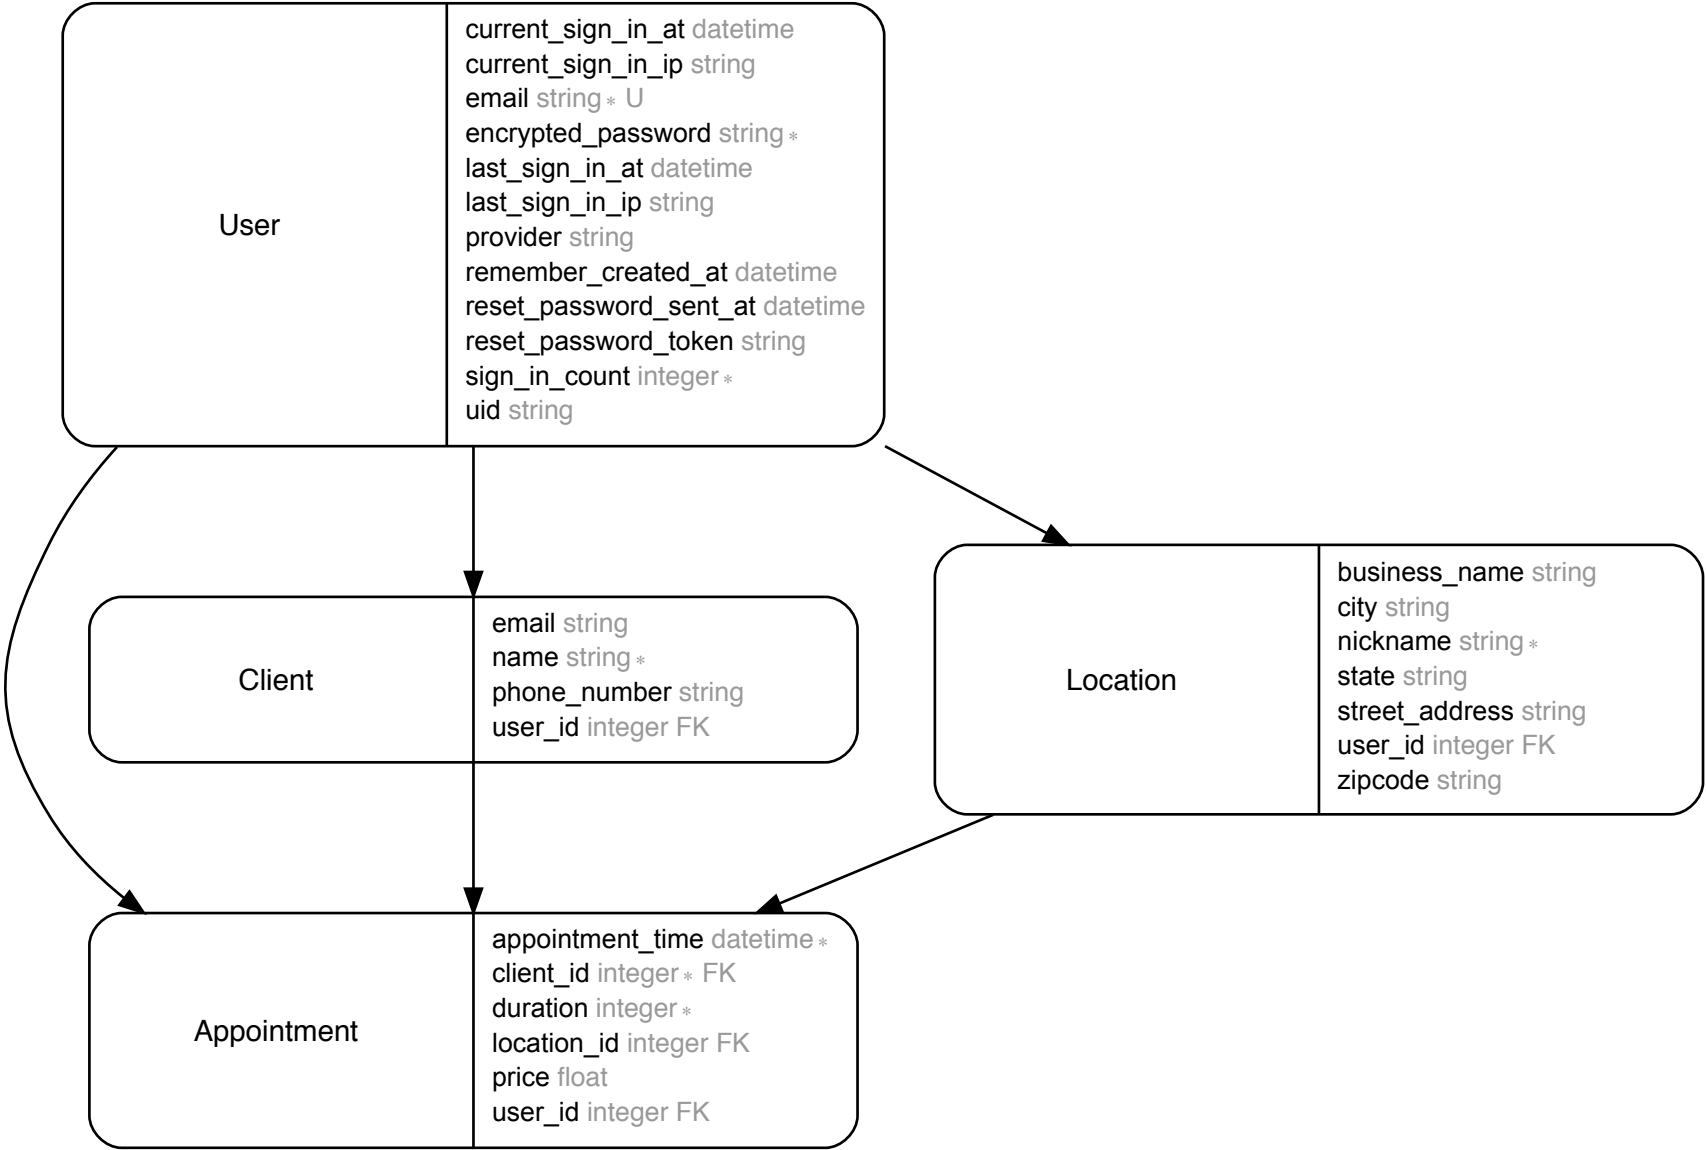 User
current_sign_in_at datetime
current_sign_in_ip string
email string * U
encrypted_password string *
last_sign_in_at datetime
last_sign_in_ip string
provider string
remember_created_at datetime
reset_password_sent_at datetime
reset_password_token string
sign_in_count integer *
uid string
Client
email string
name string *
phone_number string
user_id integer FK
Location
business_name string
city string
nickname string *
state string
street_address string
user_id integer FK
zipcode string
Appointment
appointment_time datetime *
client_id integer * FK
duration integer *
location_id integer FK
price float
user_id integer FK